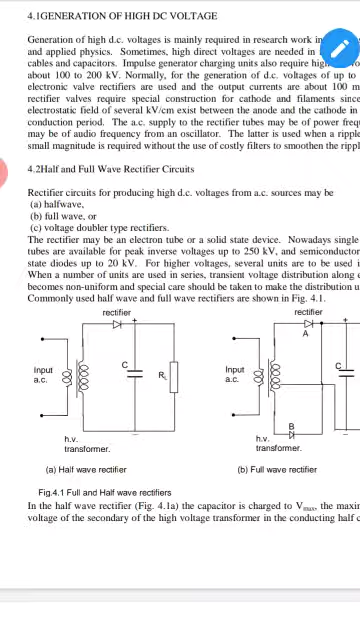 4.1GENERATION OF HIGH DC VOLTAGE
Generation of high d.c. voltages is mainly required in research work in
and applied physics. Sometimes, high direct voltages are needed in
cables and capacitors. Impulse generator charging units also require high
about 100 to 200 kV. Normally, for the generation of d.c. voltages of up to
electronic valve rectifiers are used and the output currents are about 100 m
rectifier valves require special construction for cathode and filaments since
electrostatic field of several kV/cm exist between the anode and the cathode in
conduction period. The a.c. supply to the rectifier tubes may be of power freq
may be of audio frequency from an oscillator. The latter is used when a ripple
small magnitude is required without the use of costly filters to smoothen the rippl
4.2Half and Full Wave Rectifier Circuits
Rectifier circuits for producing high d.c. voltages from a.c. sources may be
(a) halfwave,
(b) full wave, or
(c) voltage doubler type rectifiers.
The rectifier may be an electron tube or a solid state device. Nowadays single
tubes are available for peak inverse voltages up to 250 kV, and semiconductor
state diodes up to 20 kV. For higher voltages, several units are to be used i
When a number of units are used in series, transient voltage distribution along
becomes non-uniform and special care should be taken to make the distribution u
Commonly used half wave and full wave rectifiers are shown in Fig. 4.1.
rectifier
+
Input
a.c.
C
RL
h.v.
transformer.
(a) Half wave rectifier
rectifier
+
A
Input
a.c.
C
B
h.v.
transformer.
(b) Full wave rectifier
Fig.4.1 Full and Half wave rectifiers
In the half wave rectifier (Fig. 4.1a) the capacitor is charged to Vmax, the maxi
voltage of the secondary of the high voltage transformer in the conducting half c